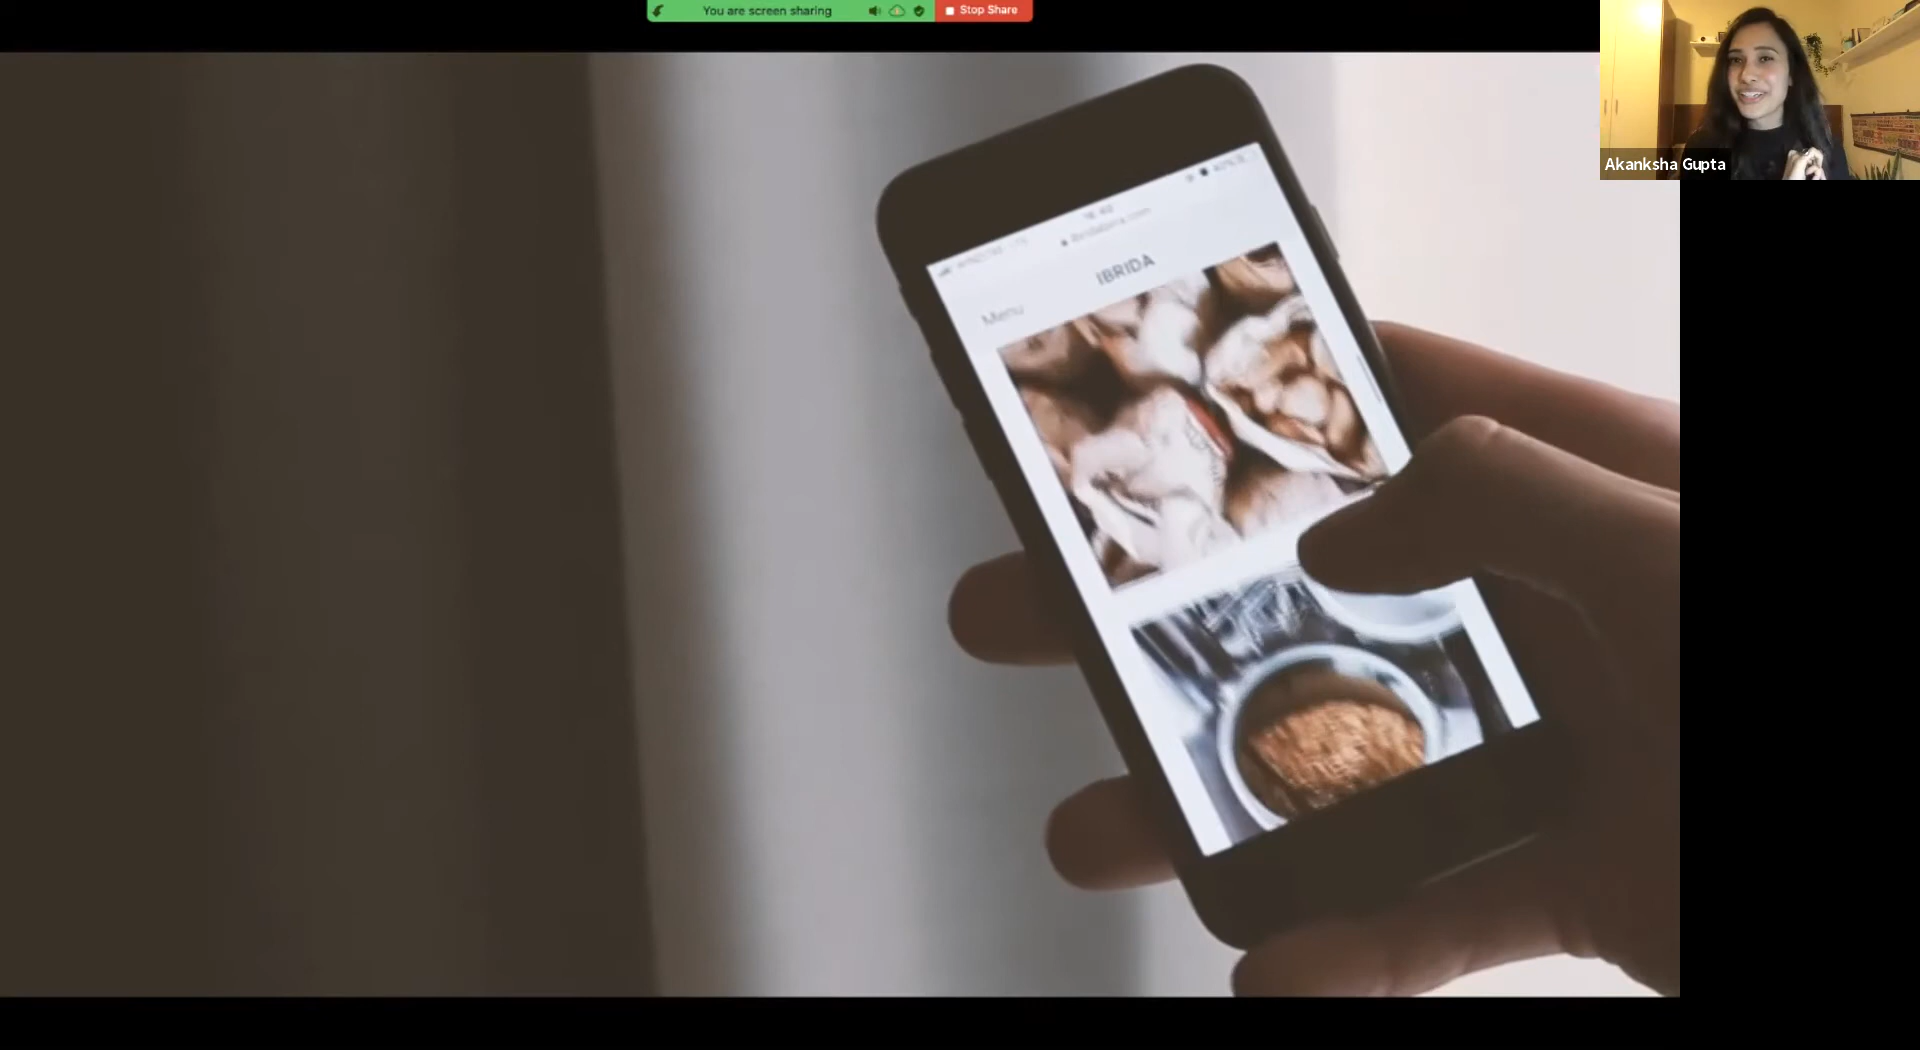 You are screen sharing
Stop Share
Akanksha Gupta
IBRIDA
Menu